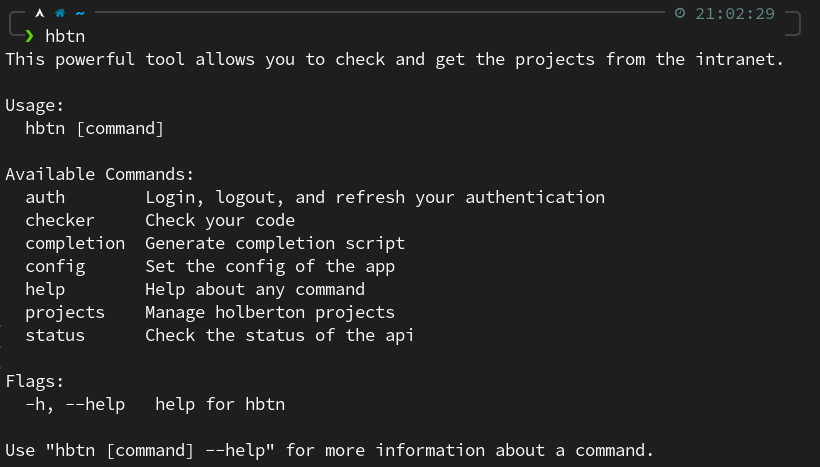 ~ 21:02:29
❯ hbtn
This powerful tool allows you to check and get the projects from the intranet.

Usage:
  hbtn [command]

Available Commands:
  auth        Login, logout, and refresh your authentication
  checker     Check your code
  completion  Generate completion script
  config      Set the config of the app
  help        Help about any command
  projects    Manage holberton projects
  status      Check the status of the api

Flags:
  -h, --help   help for hbtn

Use "hbtn [command] --help" for more information about a command.